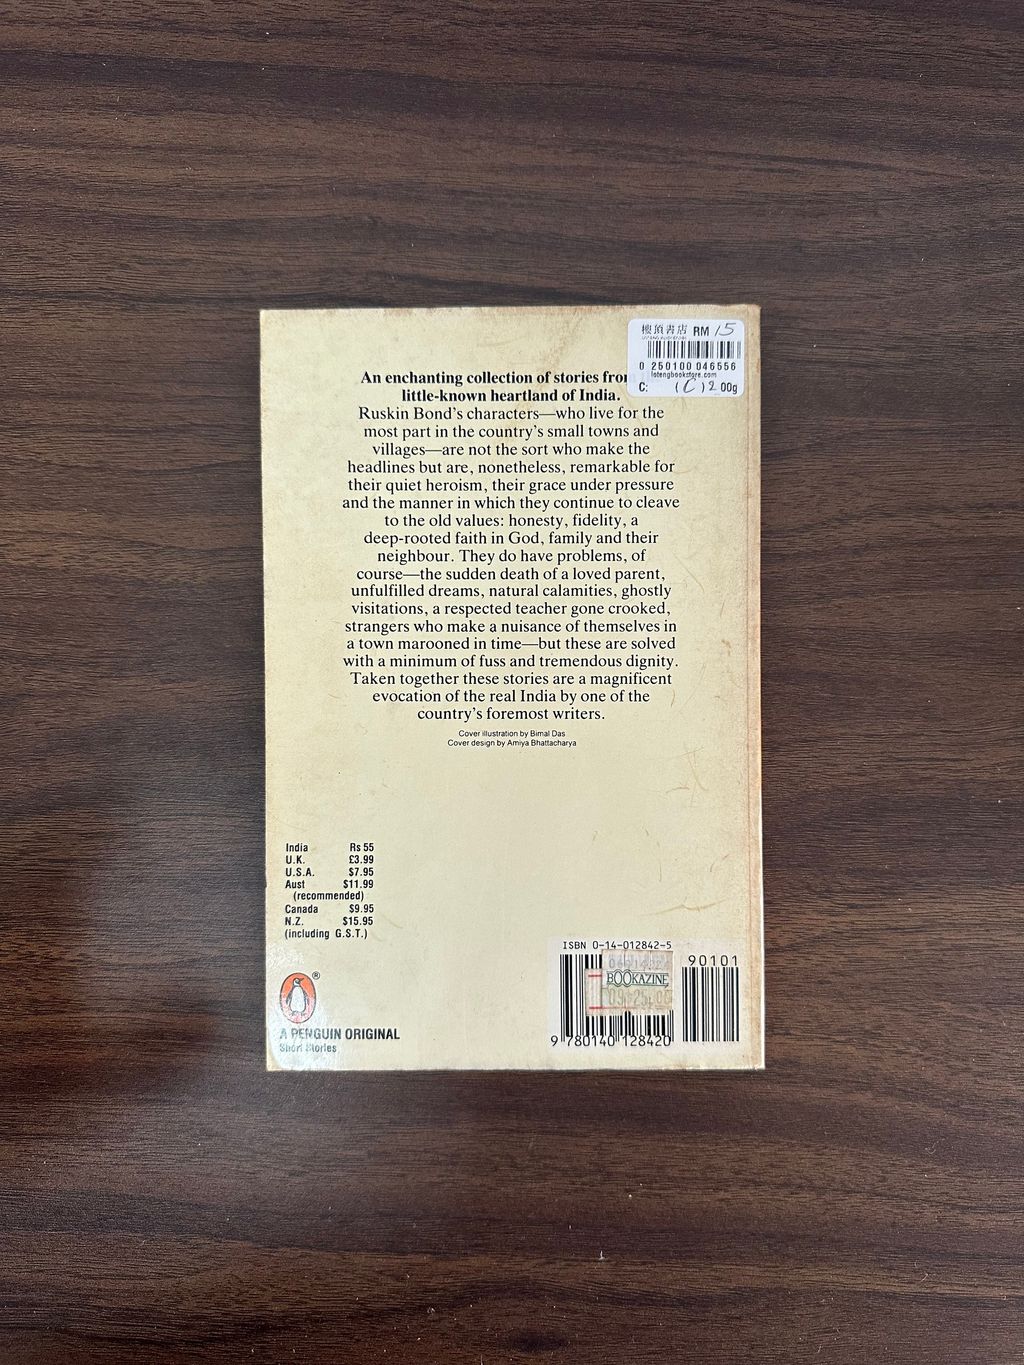 樓頂書店 RM 15
0 250100 046556
lotengbookstore.com
C: (C) 2 00g
An enchanting collection of stories from
little-known heartland of India.
Ruskin Bond's characters—who live for the
most part in the country's small towns and
villages—are not the sort who make the
headlines but are, nonetheless, remarkable for
their quiet heroism, their grace under pressure
and the manner in which they continue to cleave
to the old values: honesty, fidelity, a
deep-rooted faith in God, family and their
neighbour. They do have problems, of
course—the sudden death of a loved parent,
unfulfilled dreams, natural calamities, ghostly
visitations, a respected teacher gone crooked,
strangers who make a nuisance of themselves in
a town marooned in time—but these are solved
with a minimum of fuss and tremendous dignity.
Taken together these stories are a magnificent
evocation of the real India by one of the
country's foremost writers.
Cover illustration by Bimal Das
Cover design by Amiya Bhattacharya
India Rs 55
U.K. £3.99
U.S.A. $7.95
Aust $11.99
(recommended)
Canada $9.95
N.Z. $15.95
(including G.S.T.)
®
A PENGUIN ORIGINAL
Short Stories
ISBN 0-14-012842-5
90101
BOOKAZINE
9 780140 128420